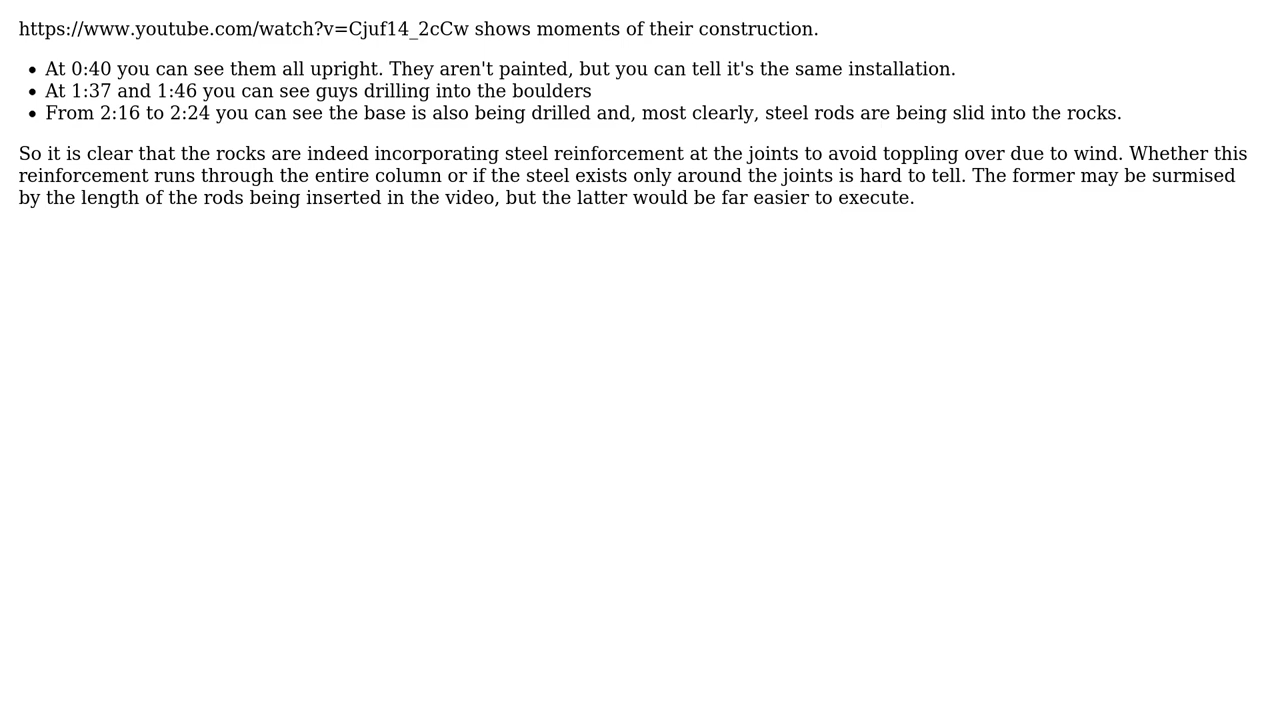 https://www.youtube.com/watch?v=Cjuf14_2cCw shows moments of their construction.
• At 0:40 you can see them all upright. They aren't painted, but you can tell it's the same installation.
• At 1:37 and 1:46 you can see guys drilling into the boulders
• From 2:16 to 2:24 you can see the base is also being drilled and, most clearly, steel rods are being slid into the rocks.
So it is clear that the rocks are indeed incorporating steel reinforcement at the joints to avoid toppling over due to wind. Whether this
reinforcement runs through the entire column or if the steel exists only around the joints is hard to tell. The former may be surmised
by the length of the rods being inserted in the video, but the latter would be far easier to execute.